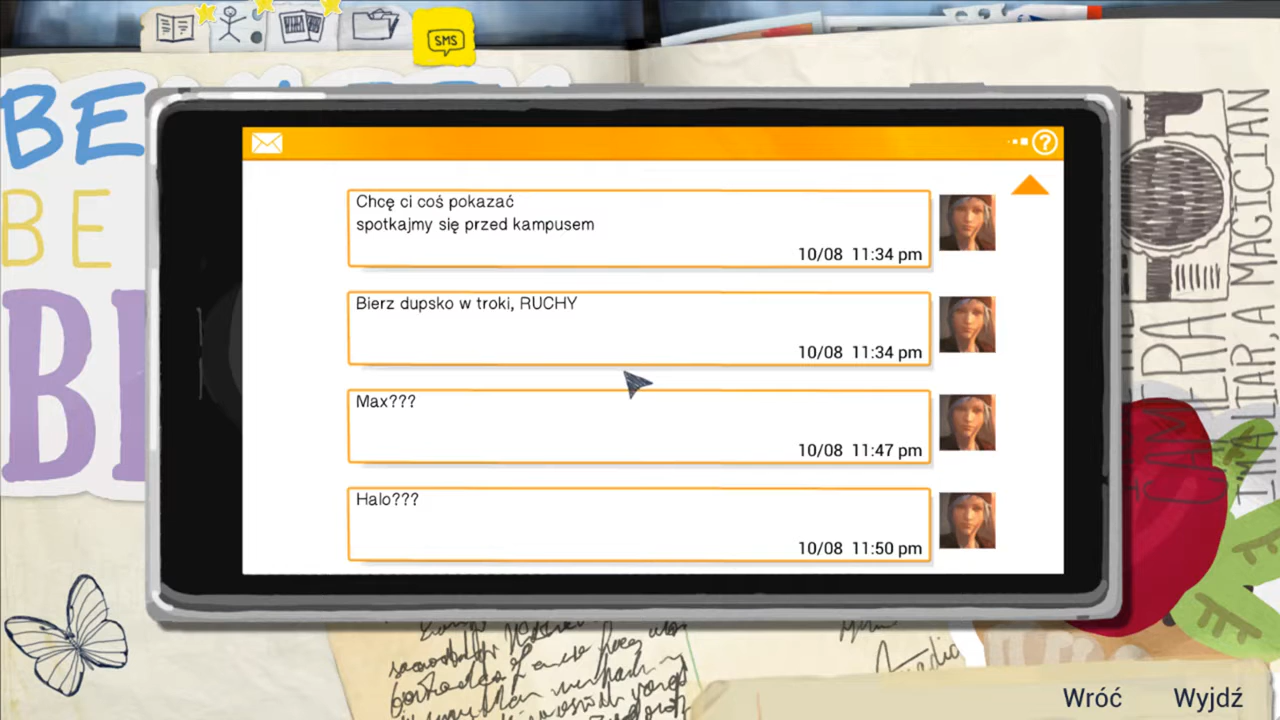 SMS
Chcę ci coś pokazać
spotkajmy się przed kampusem
10/08 11:34 pm
Bierz dupsko w troki, RUCHY
10/08 11:34 pm
Max???
10/08 11:47 pm
Halo???
10/08 11:50 pm
BE
BE
CAMERA
A MAGICIAN
Wróć
Wyjdź